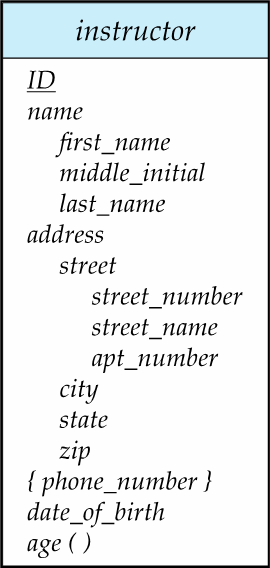 instructor
ID
name
first_name
middle_initial
last_name
address
street
street_number
street_name
apt_number
city
state
zip
{ phone_number }
date_of_birth
age ( )